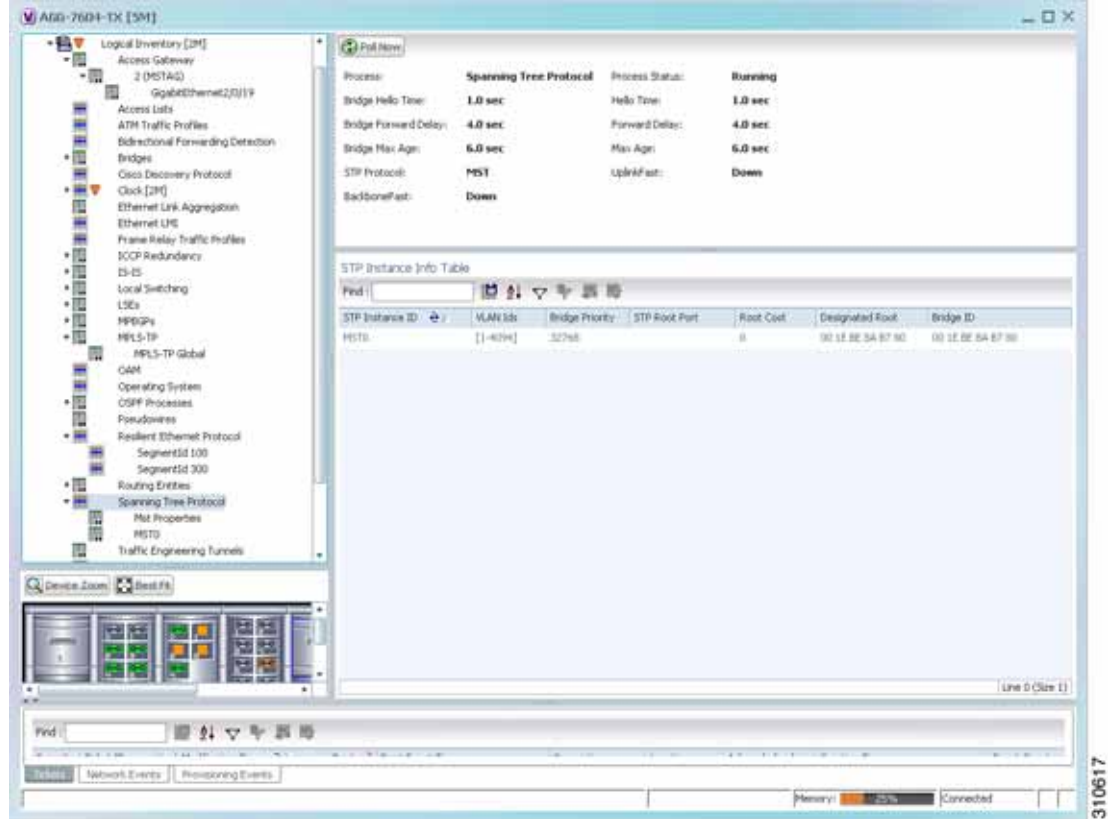 AGG-7604-TX [5M]
Logical Inventory [2M]
Access Gateway
2 (MSTAG)
GigabitEthernet2/0/19
Access Lists
ATM Traffic Profiles
Bidirectional Forwarding Detection
Bridges
Cisco Discovery Protocol
Clock [2M]
Ethernet Link Aggregation
Ethernet LMI
Frame Relay Traffic Profiles
ICCP Redundancy
IS-IS
Local Switching
LSEs
MPBGPs
MPLS-TP
MPLS-TP Global
OAM
Operating System
OSPF Processes
Pseudowires
Resilient Ethernet Protocol
SegmentId 100
SegmentId 300
Routing Entities
Spanning Tree Protocol
Mst Properties
MST0
Traffic Engineering Tunnels
Device Zoom Best Fit
Poll Now
Process: Spanning Tree Protocol Process Status: Running
Bridge Hello Time: 1.0 sec Hello Time: 1.0 sec
Bridge Forward Delay: 4.0 sec Forward Delay: 4.0 sec
Bridge Max Age: 6.0 sec Max Age: 6.0 sec
STP Protocol: MST UplinkFast: Down
BackboneFast: Down
STP Instance Info Table
Find :
STP Instance ID VLAN Ids Bridge Priority STP Root Port Root Cost Designated Root Bridge ID
MST0 [1-4094] 32768 0
Line 0 (Size 1)
Find :
Tickets Network Events Provisioning Events
Memory: 25% Connected
310617